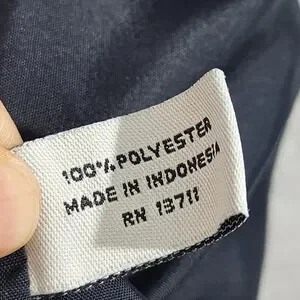 100% POLYESTER
MADE IN INDONESIA
RN 13711